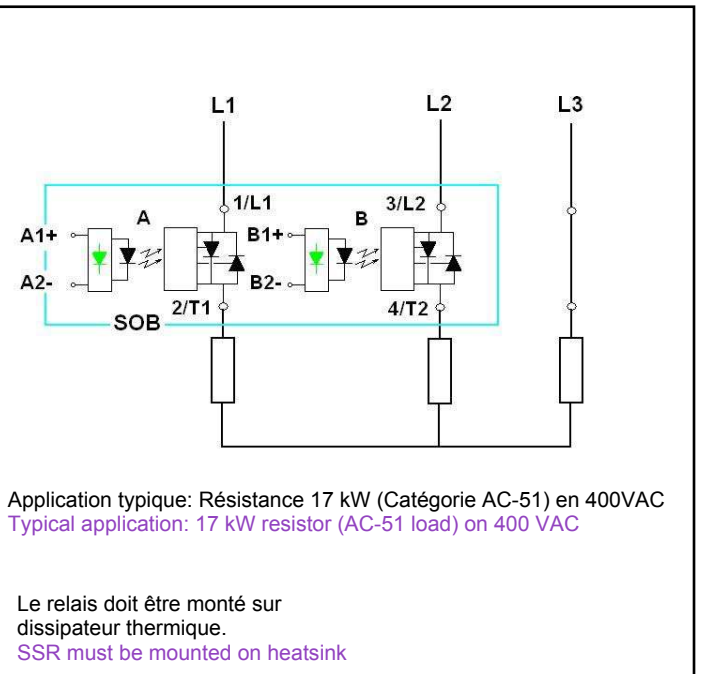 L1
L2
L3
1/L1
3/L2
A
B
A1+
B1+
A2-
B2-
2/T1
4/T2
SOB
Application typique: Résistance 17 kW (Catégorie AC-51) en 400VAC
Typical application: 17 kW resistor (AC-51 load) on 400 VAC
Le relais doit être monté sur
dissipateur thermique.
SSR must be mounted on heatsink